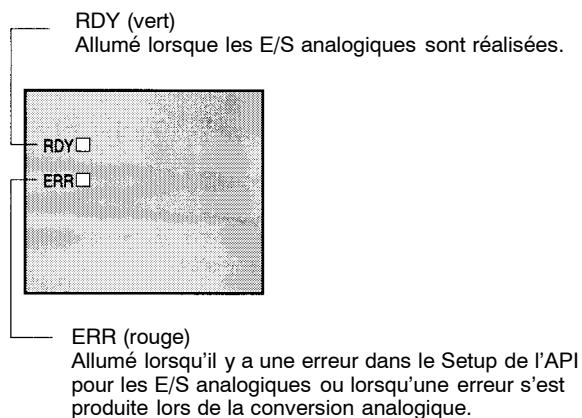 RDY (vert)
Allumé lorsque les E/S analogiques sont réalisées.
RDY
ERR
ERR (rouge)
Allumé lorsqu'il y a une erreur dans le Setup de l'API
pour les E/S analogiques ou lorsqu'une erreur s'est
produite lors de la conversion analogique.